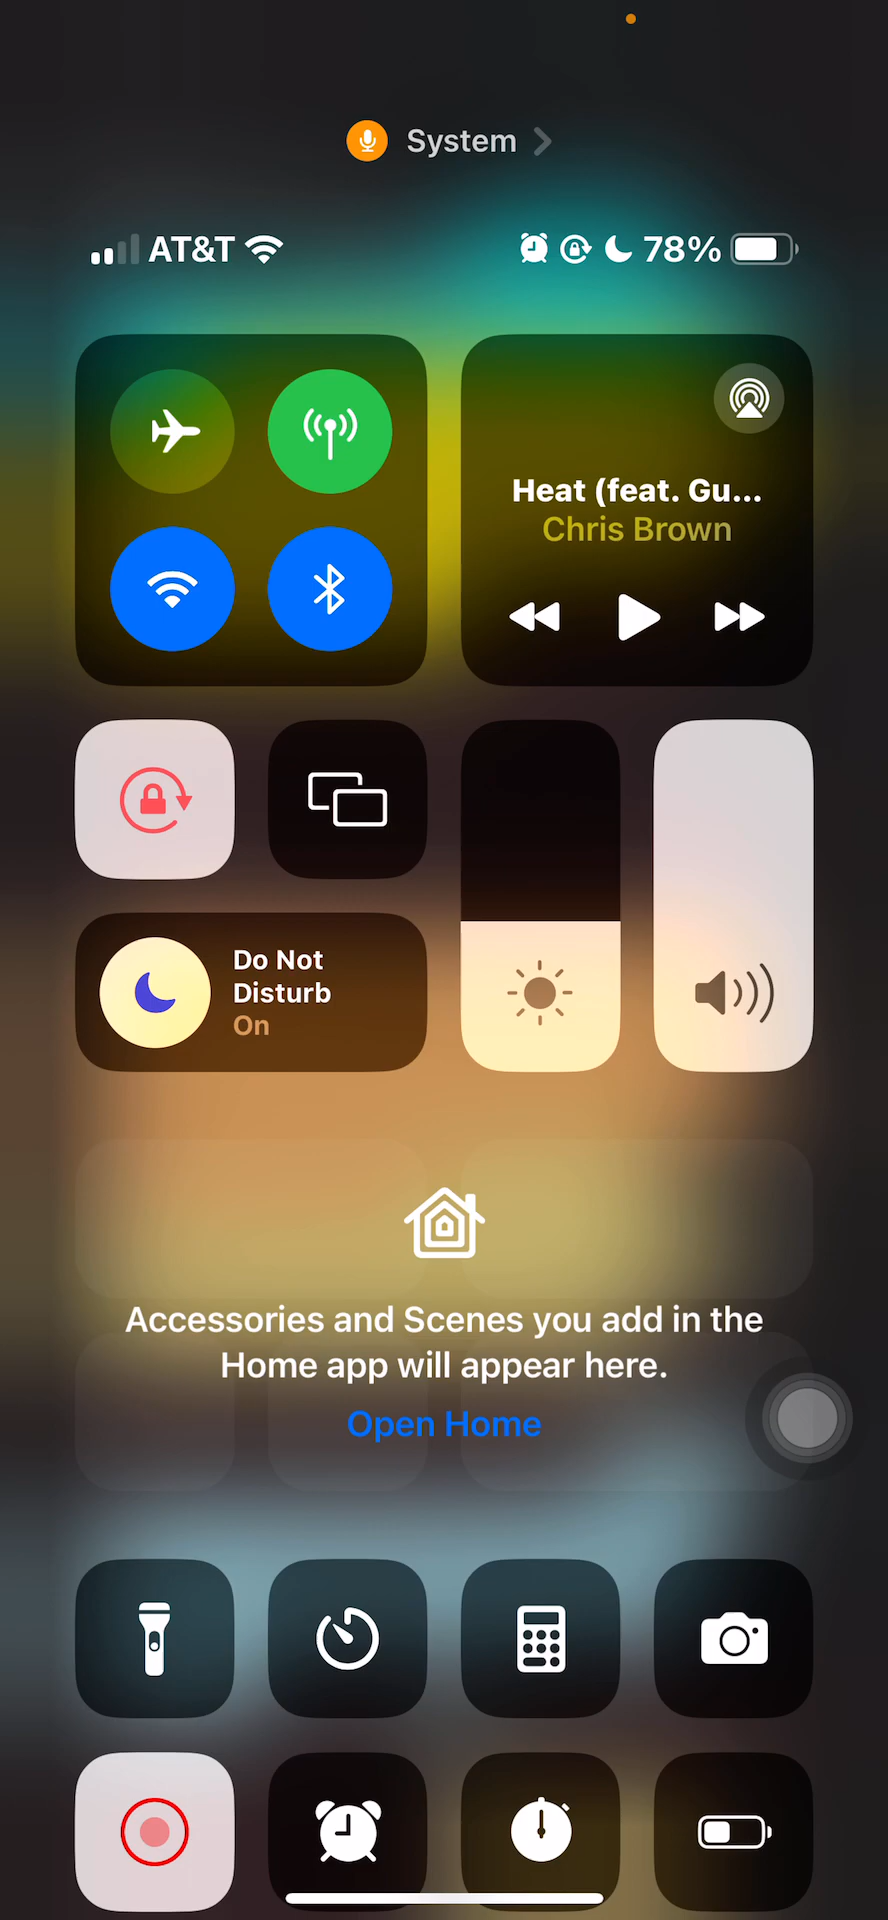 System
AT&T
78%
Heat (feat. Gu...
Chris Brown
Do Not
Disturb
On
Accessories and Scenes you add in the
Home app will appear here.
Open Home